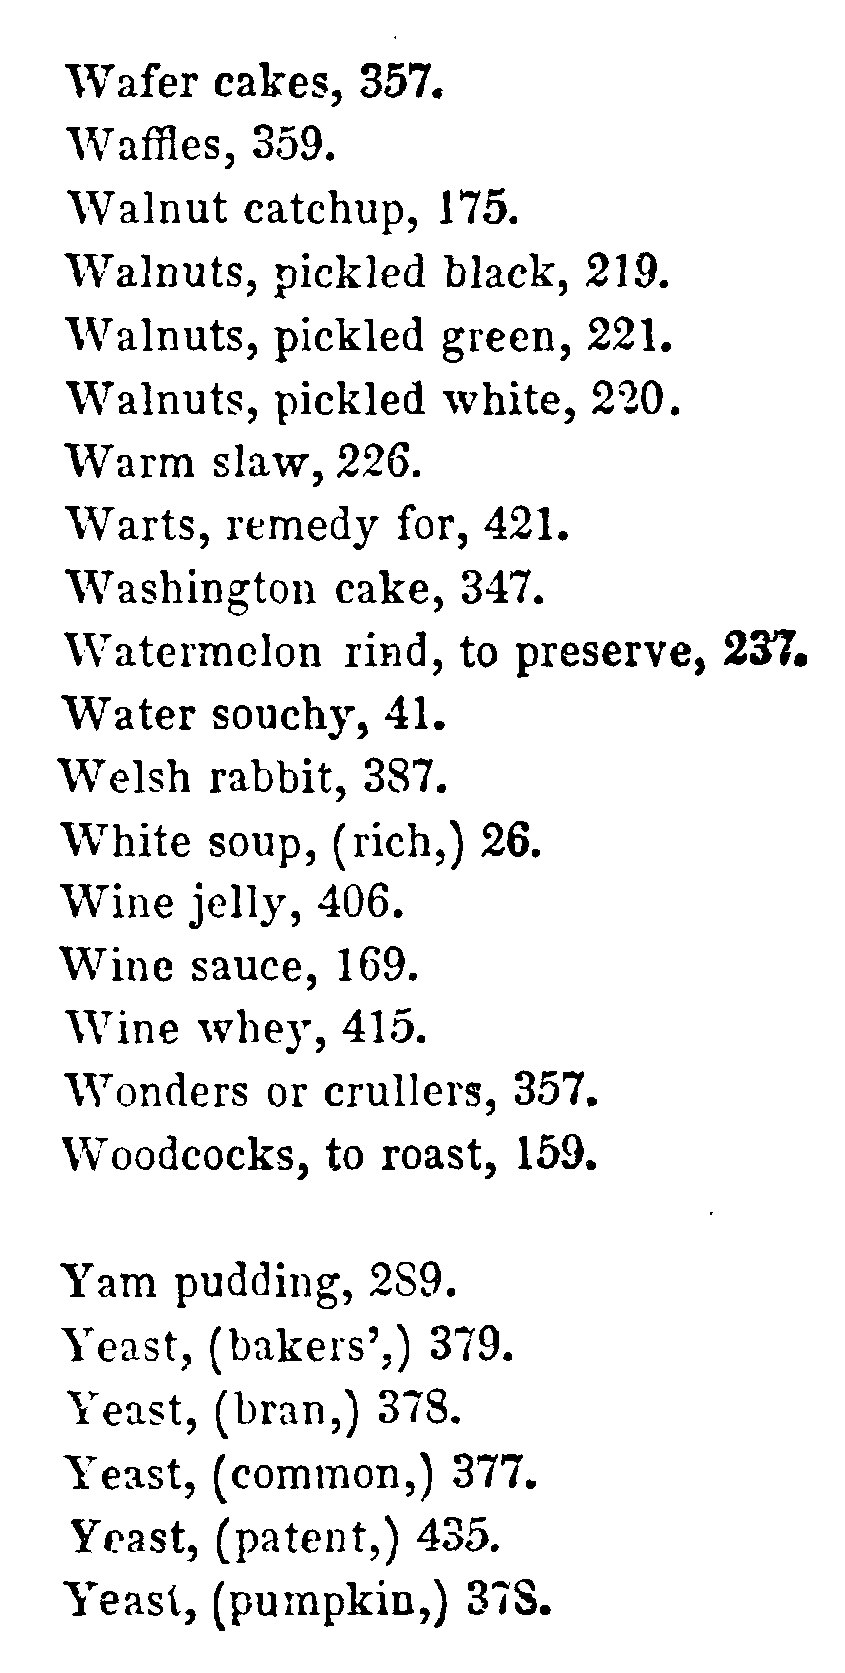 Wafer cakes, 357.
Waffles, 359.
Walnut catchup, 175.
Walnuts, pickled black, 219.
Walnuts, pickled green, 221.
Walnuts, pickled white, 220.
Warm slaw, 226.
Warts, remedy for, 421.
Washington cake, 347.
Watermelon rind, to preserve, 237.
Water souchy, 41.
Welsh rabbit, 387.
White soup, (rich,) 26.
Wine jelly, 406.
Wine sauce, 169.
Wine whey, 415.
Wonders or crullers, 357.
Woodcocks, to roast, 159.
Yam pudding, 289.
Yeast, (bakers’,) 379.
Yeast, (bran,) 378.
Yeast, (common,) 377.
Yeast, (patent,) 435.
Yeast, (pumpkin,) 378.